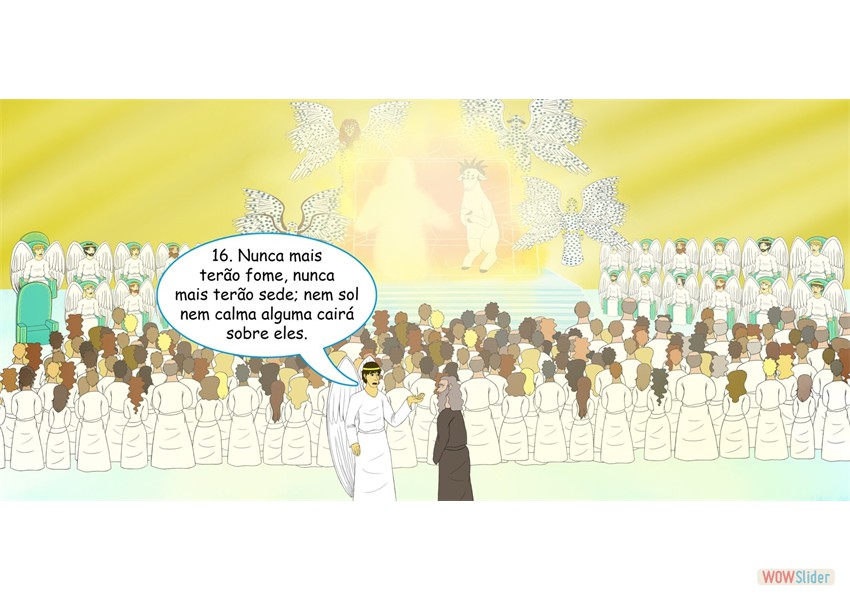 16. Nunca mais
terão fome, nunca
mais terão sede; nem sol
nem calma alguma cairá
sobre eles.
WOWSlider